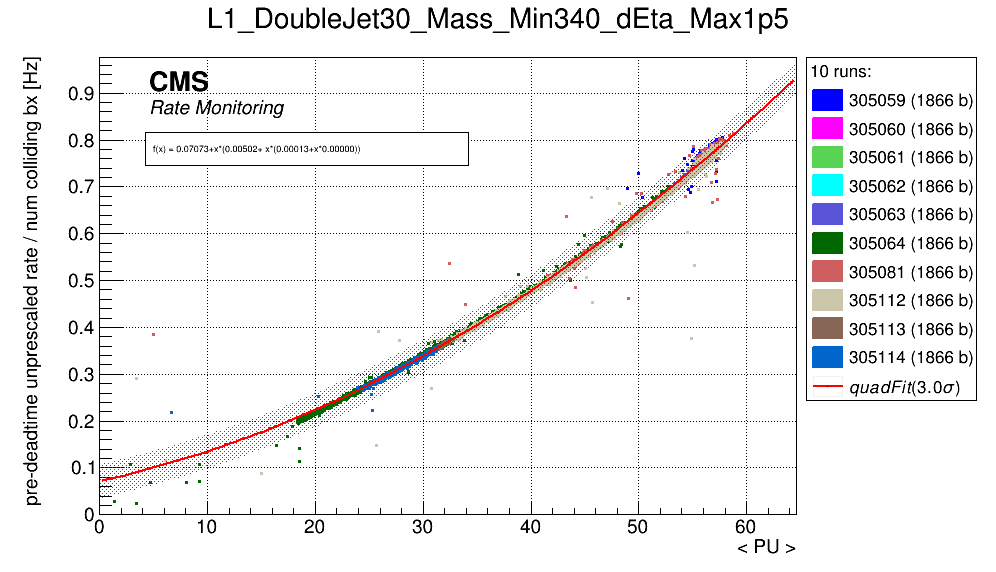 L1_DoubleJet30_Mass_Min340_dEta_Max1p5
pre-deadtime unprescaled rate / num colliding bx [Hz]
CMS
Rate Monitoring
f(x) = 0.07073+x*(0.00502+ x*(0.00013+x*0.00000))
0.9
0.8
0.7
0.6
0.5
0.4
0.3
0.2
0.1
0
0 10 20 30 40 50 60
< PU >
10 runs:
305059 (1866 b)
305060 (1866 b)
305061 (1866 b)
305062 (1866 b)
305063 (1866 b)
305064 (1866 b)
305081 (1866 b)
305112 (1866 b)
305113 (1866 b)
305114 (1866 b)
quadFit(3.0σ)